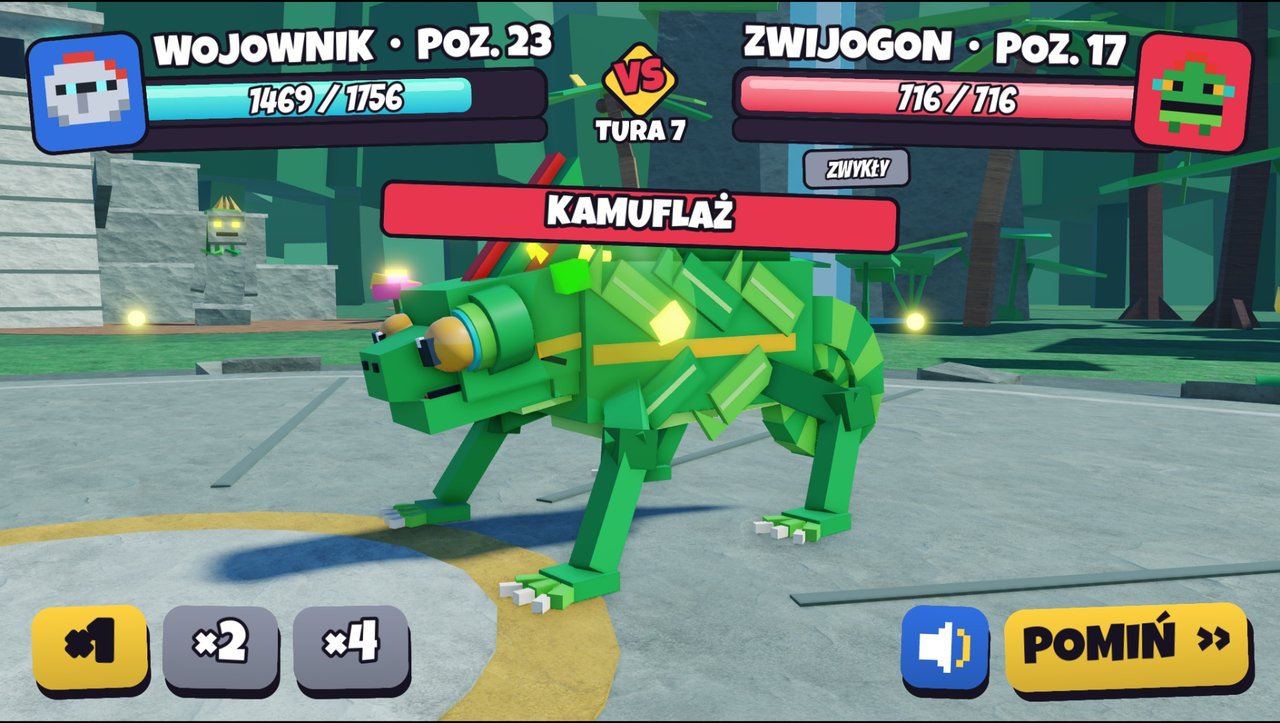 WOJOWNIK • POZ. 23
1469 / 1756
VS
TURA 7
ZWIJOGON • POZ. 17
716 / 716
ZWYKŁY
KAMUFLAŻ
×1
×2
×4
POMIŃ »